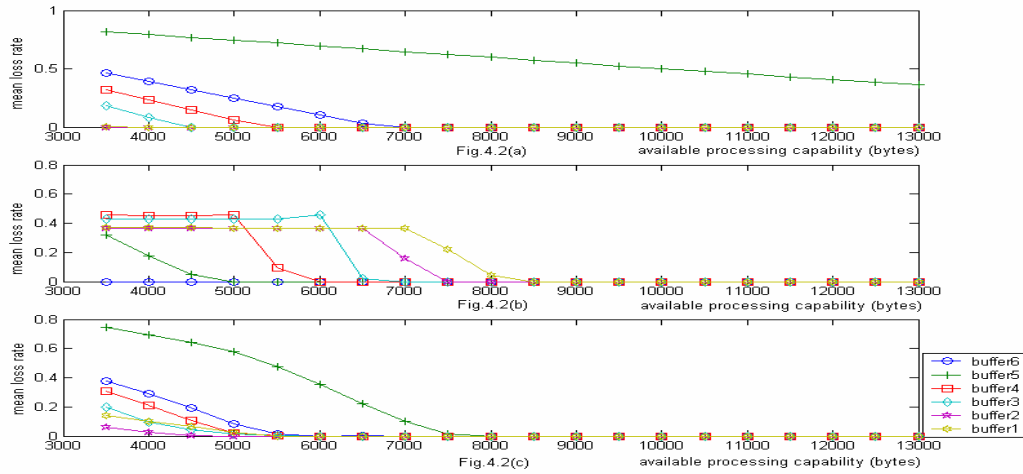 1
0.5
0
mean loss rate
3000 4000 5000 6000 7000 8000 9000 10000 11000 12000 13000
Fig.4.2(a) available processing capability (bytes)
0.8
0.6
0.4
0.2
0
mean loss rate
3000 4000 5000 6000 7000 8000 9000 10000 11000 12000 13000
Fig.4.2(b) available processing capability (bytes)
0.8
0.6
0.4
0.2
0
mean loss rate
3000 4000 5000 6000 7000 8000 9000 10000 11000 12000 13000
Fig.4.2(c) available processing capability (bytes)
buffer6
buffer5
buffer4
buffer3
buffer2
buffer1